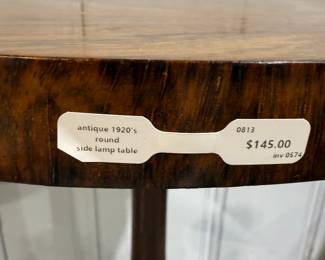 antique 1920's
round
side lamp table
0813
$145.00
inv 0574